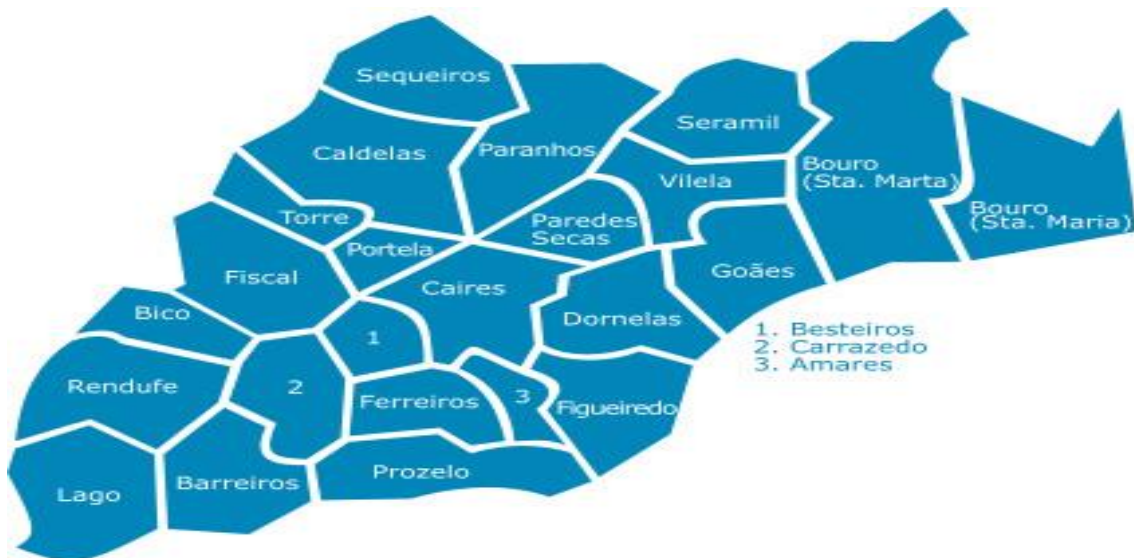 Sequeiros
Seramil
Caldelas
Paranhos
Bouro
(Sta. Marta)
Vilela
Bouro
(Sta. Maria)
Torre
Paredes
Secas
Portela
Fiscal
Goães
Caires
Bico
Dornelas
1
1. Besteiros
2. Carrazedo
3. Amares
Rendufe
2
Ferreiros
3
Figueiredo
Prozelo
Barreiros
Lago